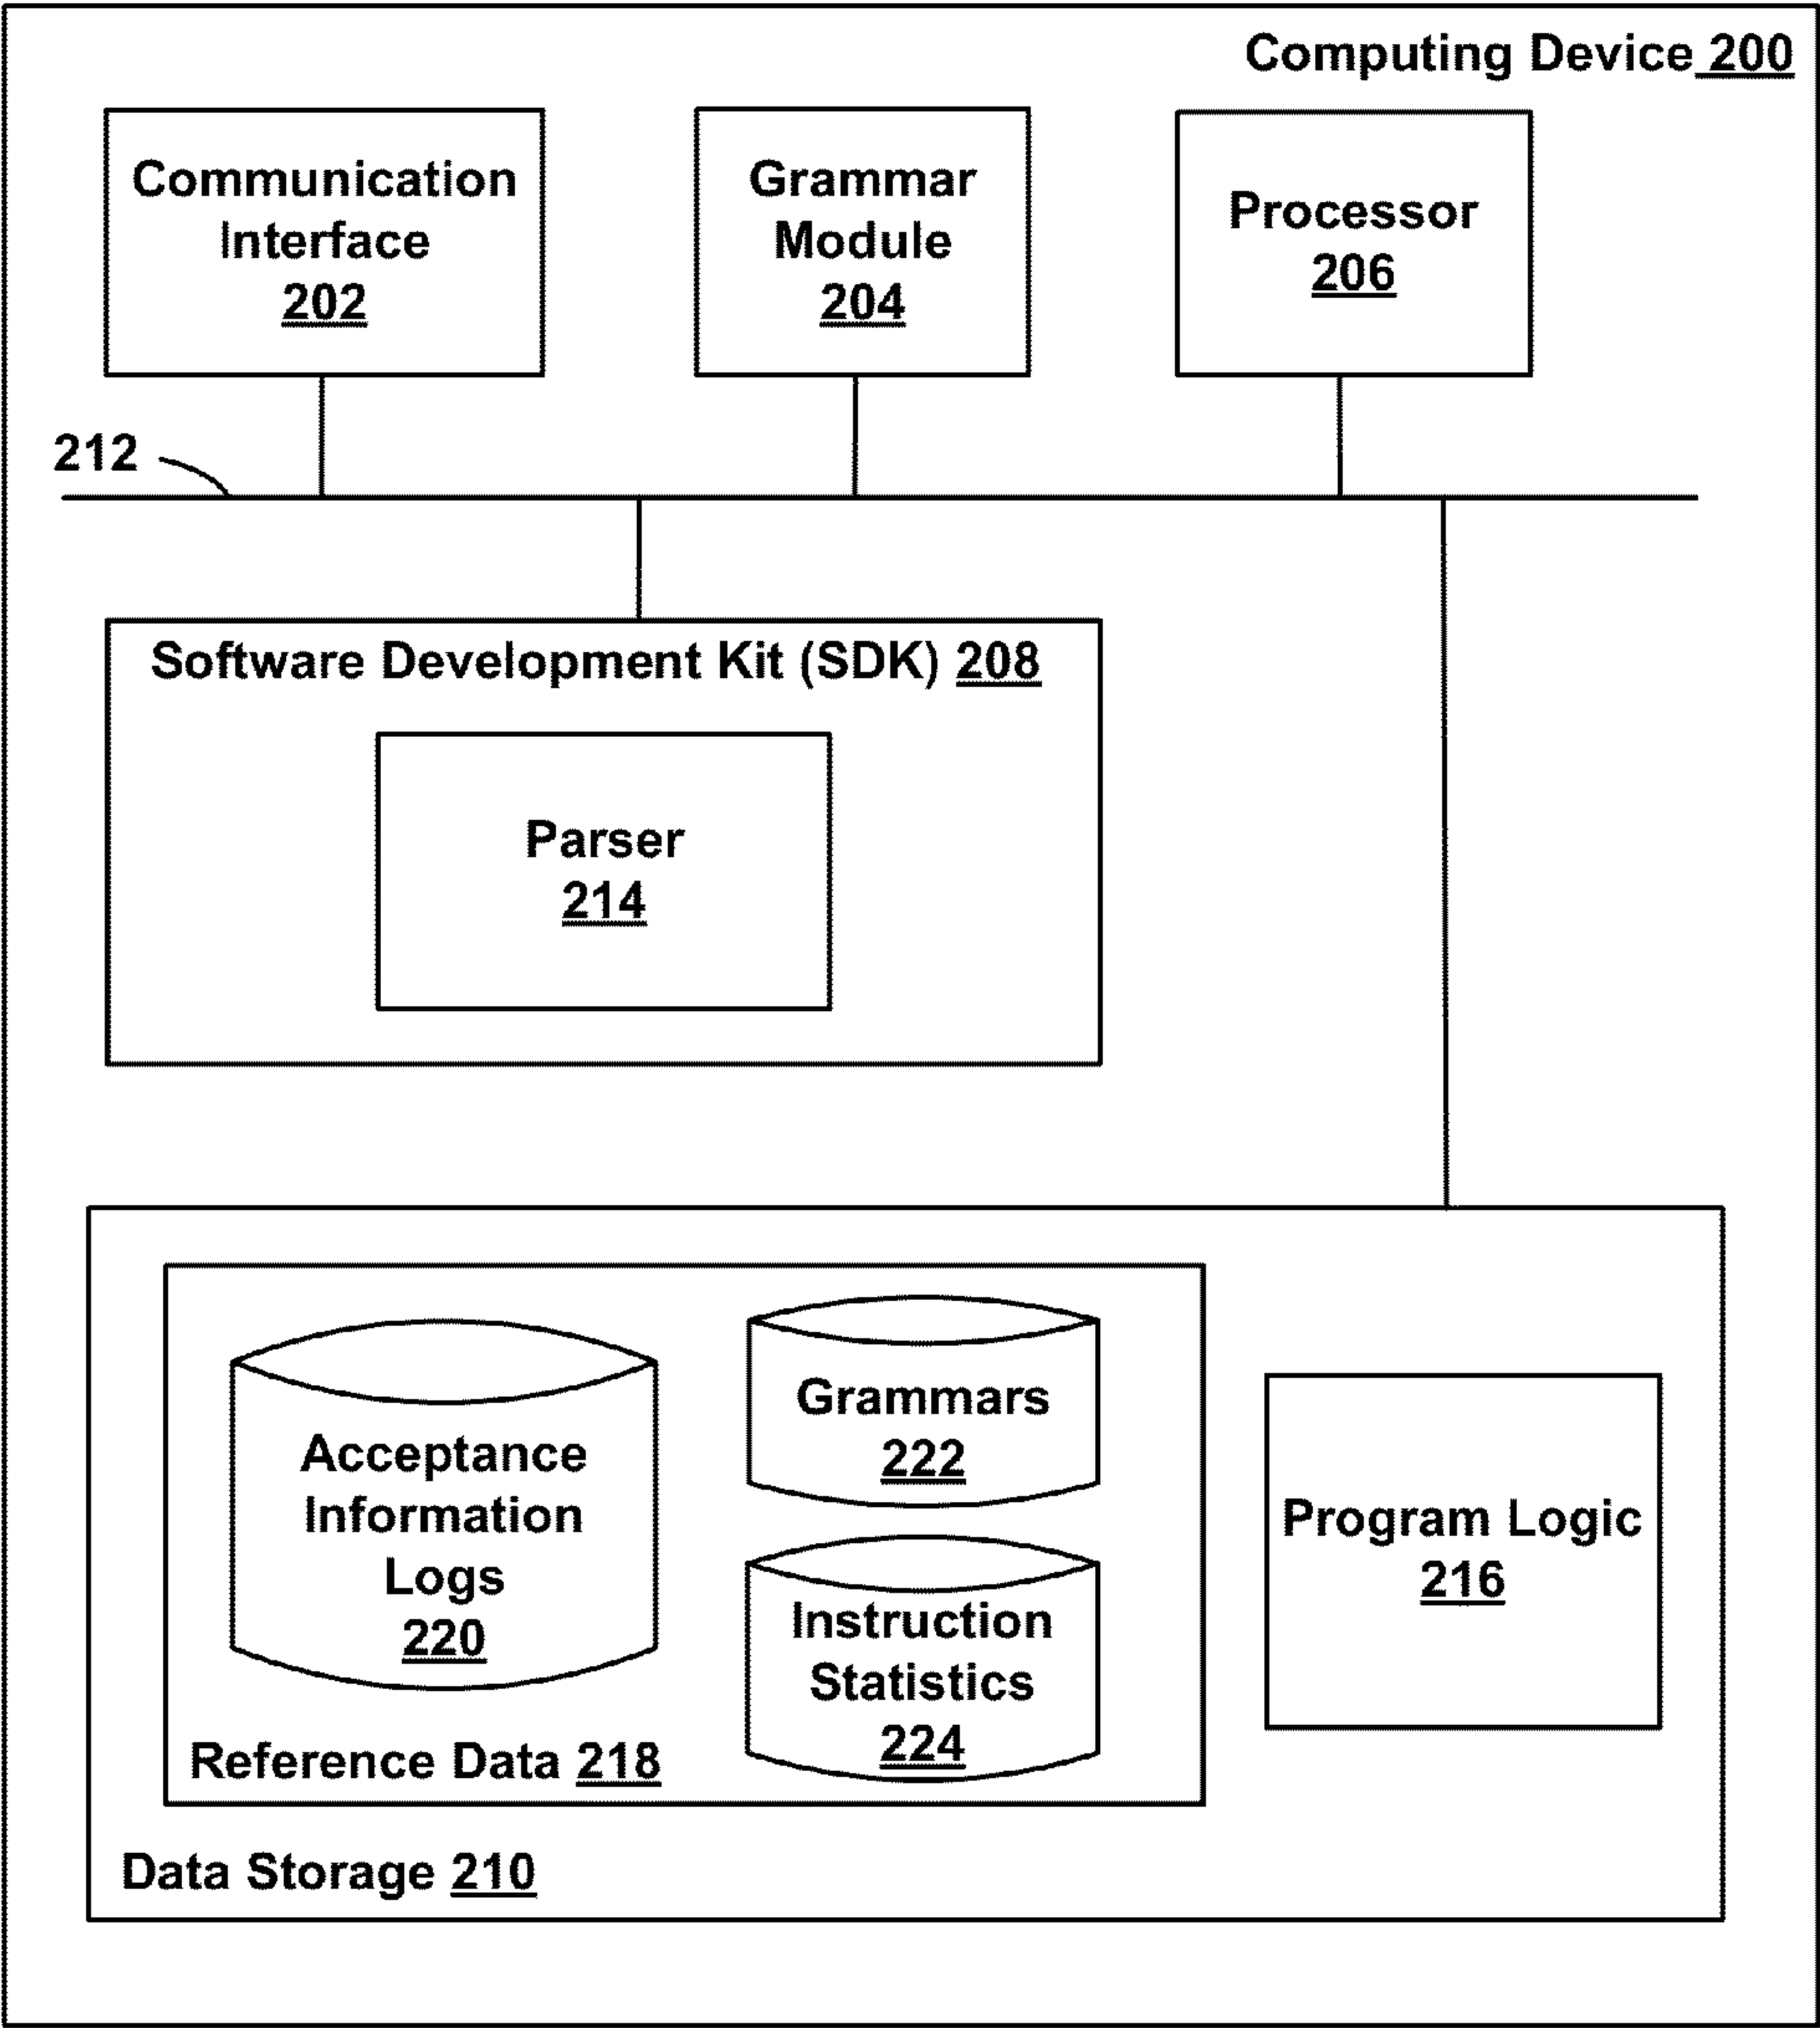 Computing Device 200
Communication
Interface
202
Grammar
Module
204
Processor
206
212
Software Development Kit (SDK) 208
Parser
214
Acceptance
Information
Logs
220
Grammars
222
Instruction
Statistics
224
Reference Data 218
Program Logic
216
Data Storage 210